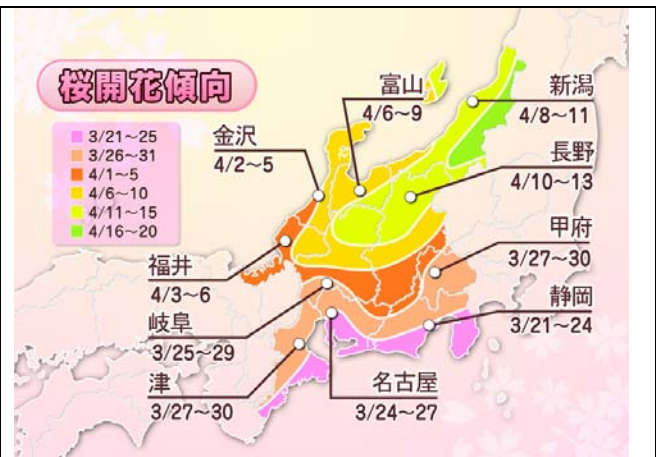 桜開花傾向
3/21～25
3/26～31
4/1～5
4/6～10
4/11～15
4/16～20
富山
4/6～9
新潟
4/8～11
金沢
4/2～5
長野
4/10～13
甲府
3/27～30
福井
4/3～6
静岡
3/21～24
岐阜
3/25～29
津
3/27～30
名古屋
3/24～27